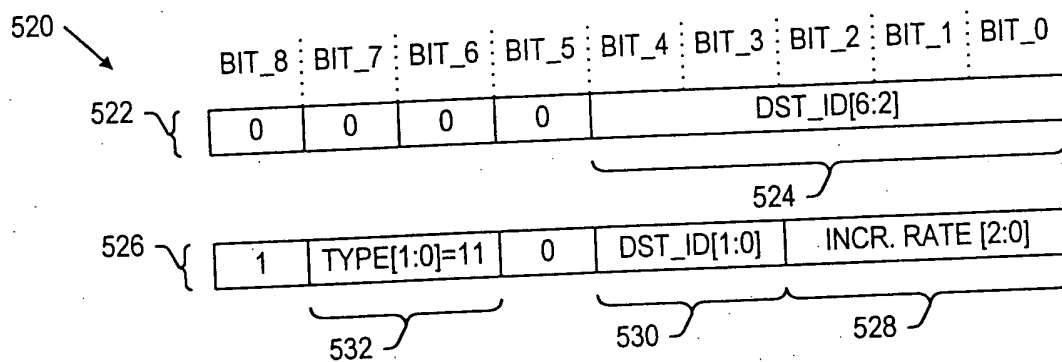 520
BIT_8 BIT_7 BIT_6 BIT_5 BIT_4 BIT_3 BIT_2 BIT_1 BIT_0
522 0 0 0 0 DST_ID[6:2]
524
526 1 TYPE[1:0]=11 0 DST_ID[1:0] INCR. RATE [2:0]
532 530 528